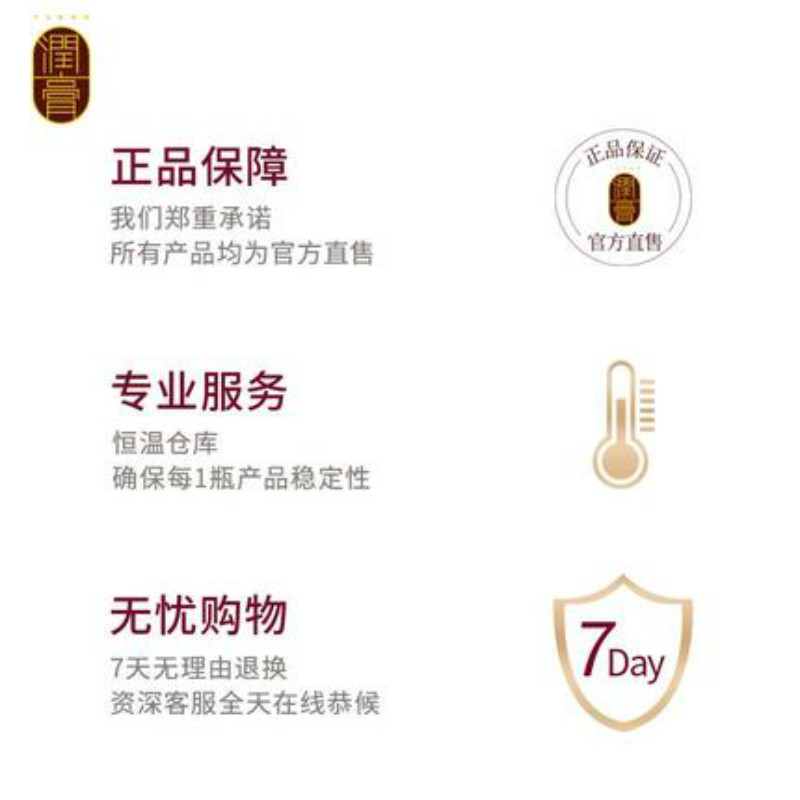 潤膏
正品保障
我们郑重承诺
所有产品均为官方直售
正品保证
潤膏
官方直售
专业服务
恒温仓库
确保每1瓶产品稳定性
无忧购物
7天无理由退换
资深客服全天在线恭候
7Day